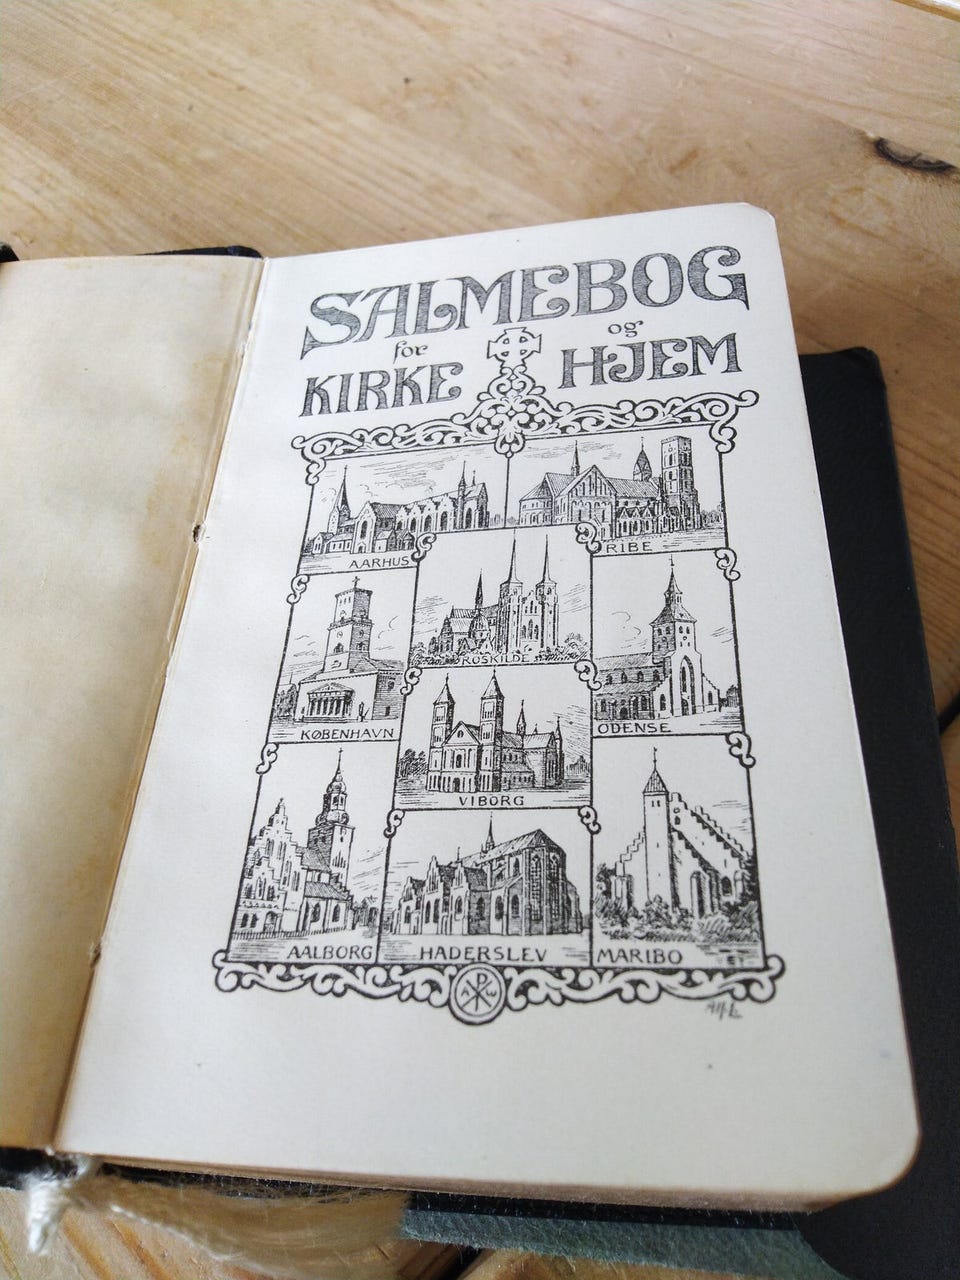 SALMEBOG
for og
KIRKE HJEM
AARHUS
RIBE
ROSKILDE
KØBENHAVN
ODENSE
VIBORG
AALBORG
HADERSLEV
MARIBO